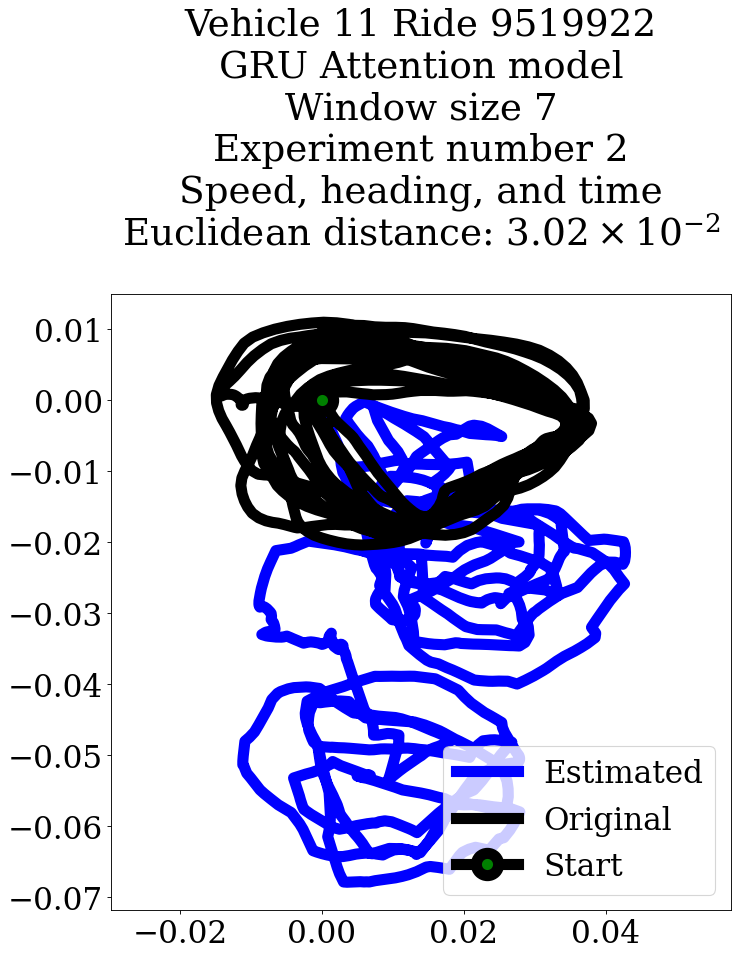 Vehicle 11 Ride 9519922
GRU Attention model
Window size 7
Experiment number 2
Speed, heading, and time
Euclidean distance: 3.02 × 10⁻²
0.01
0.00
−0.01
−0.02
−0.03
−0.04
−0.05
−0.06
−0.07
Estimated
Original
Start
−0.02 0.00 0.02 0.04